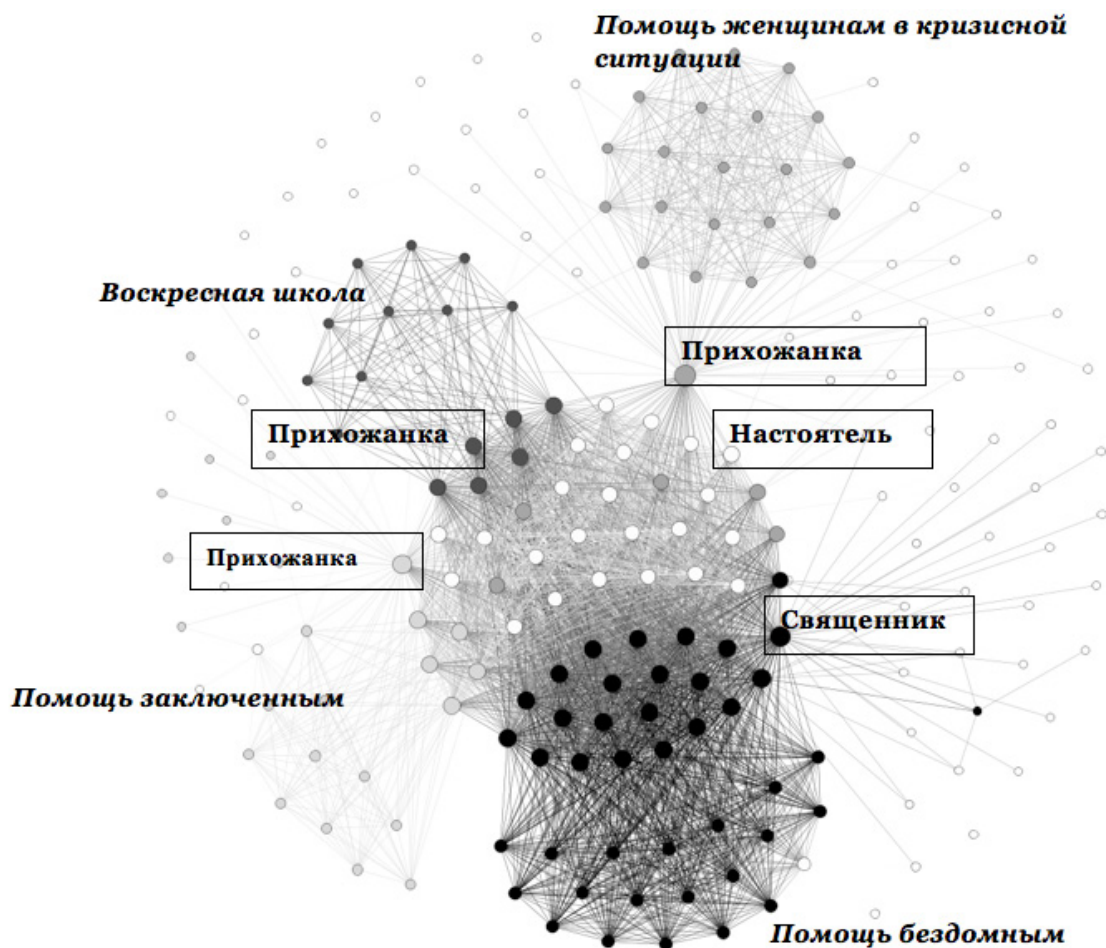 Помощь женщинам в кризисной
ситуации
Воскресная школа
Прихожанка
Прихожанка
Настоятель
Прихожанка
Священник
Помощь заключенным
Помощь бездомным